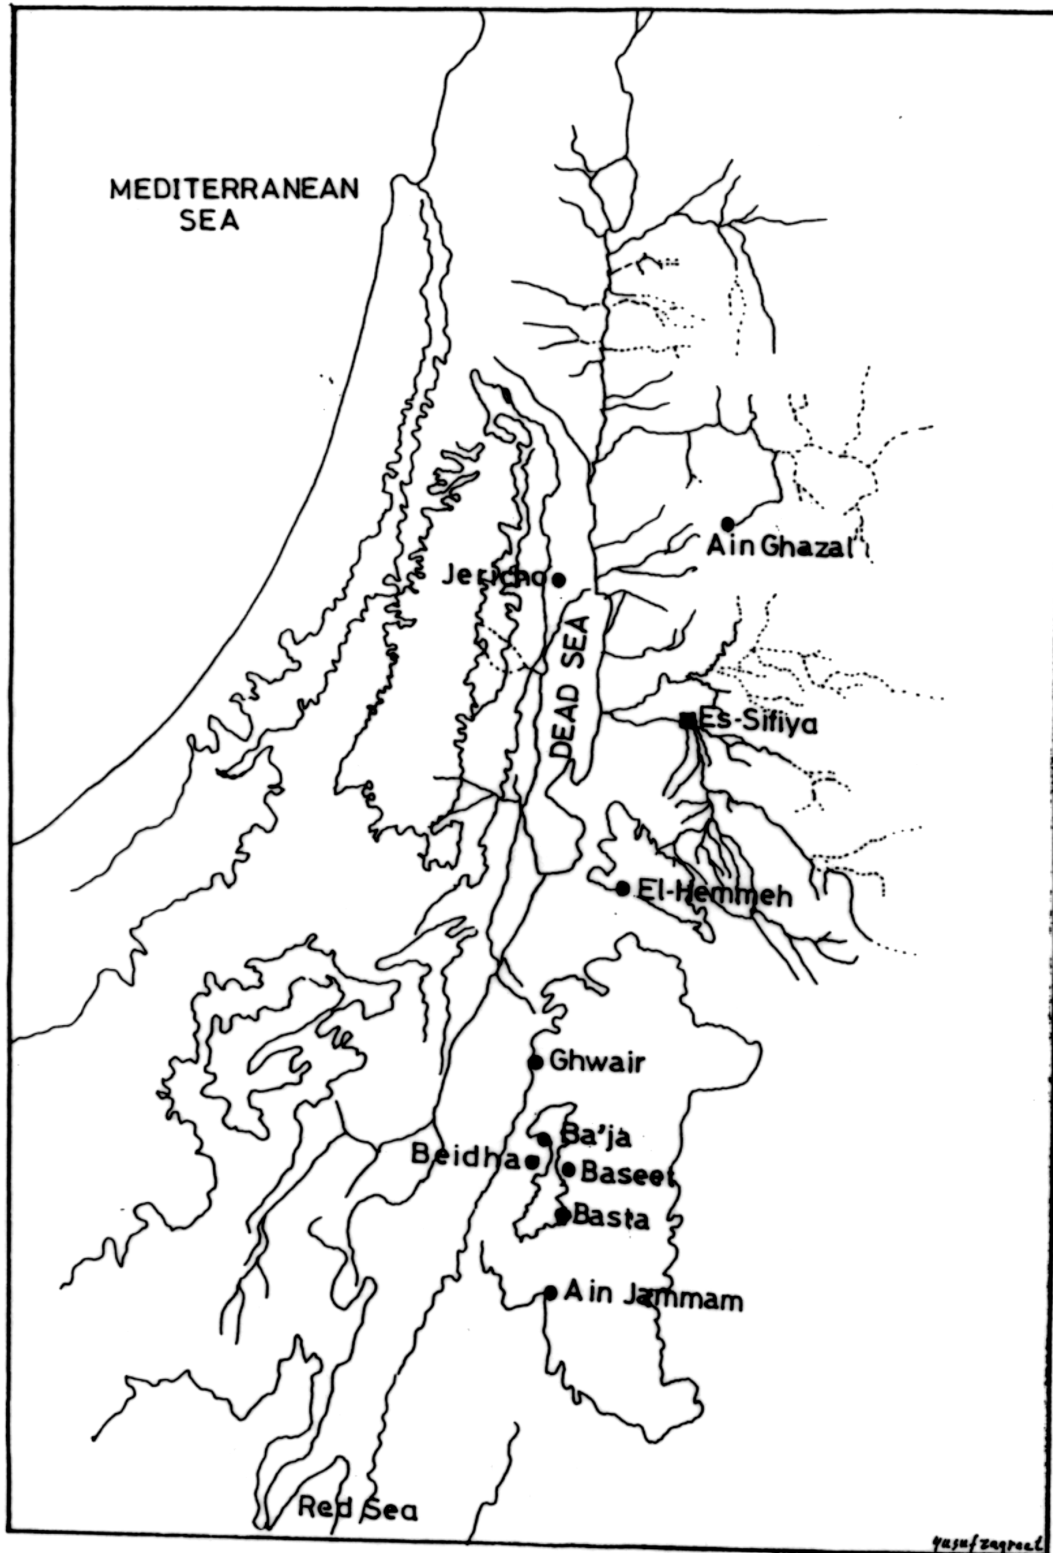 MEDITERRANEAN
SEA
Ain Ghazal
Jericho
DEAD SEA
Es-Sifiya
El-Hemmeh
Ghwair
Ba'ja
Beidha
Baseet
Basta
Ain Jammam
Red Sea